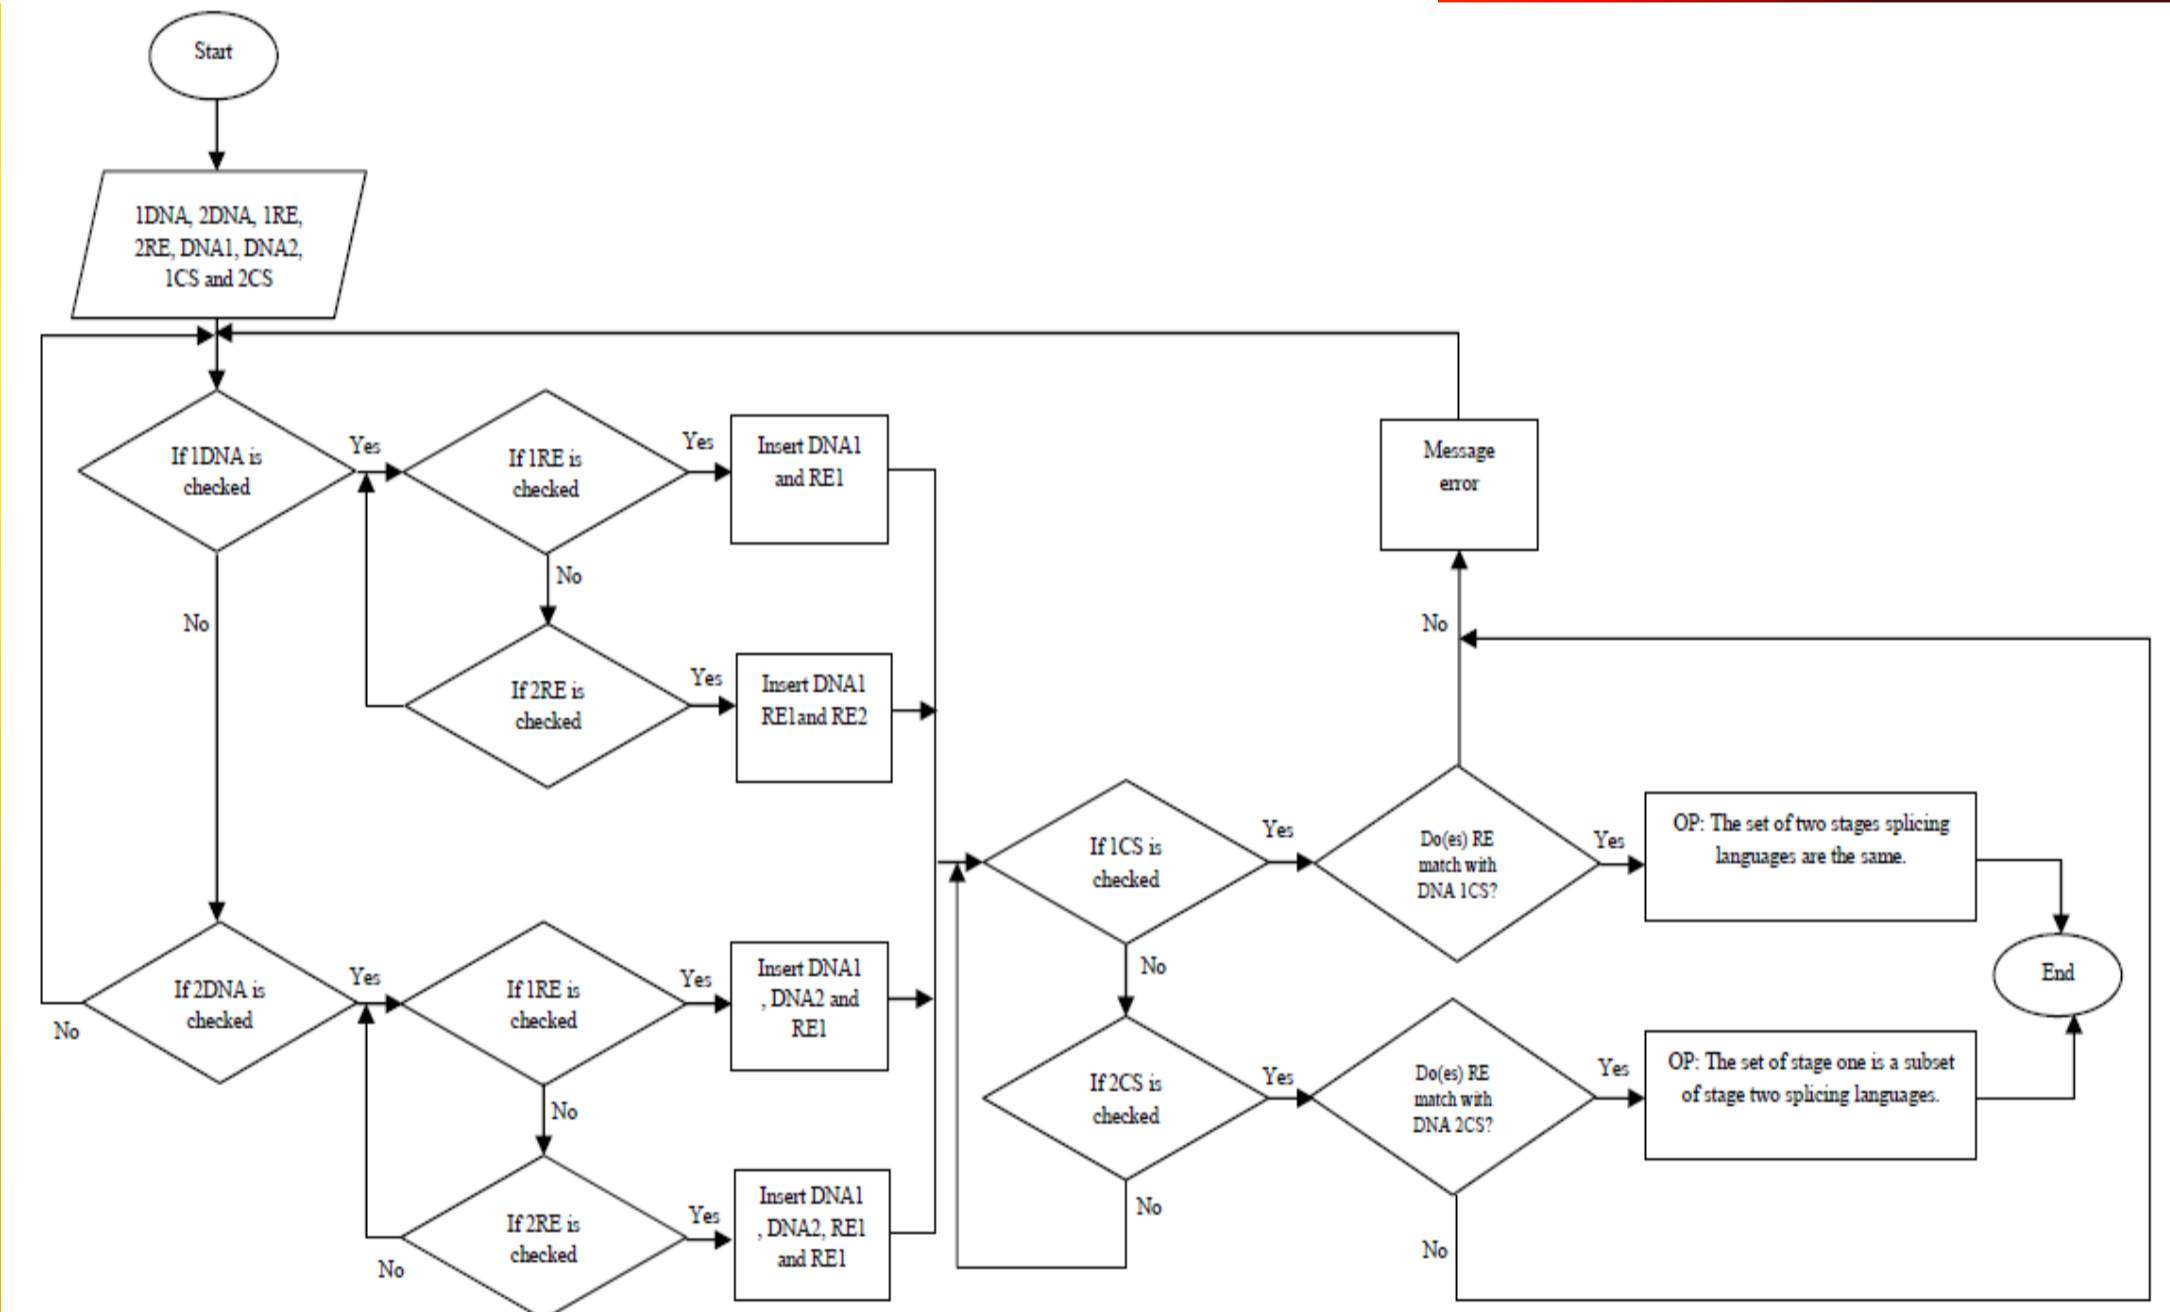 Start
1DNA, 2DNA, 1RE,
2RE, DNA1, DNA2,
1CS and 2CS
If 1DNA is
checked
Yes
If 1RE is
checked
Yes
Insert DNA1
and RE1
Message
error
No
No
If 2RE is
checked
Yes
Insert DNA1
RE1and RE2
No
If 1CS is
checked
Yes
Do(es) RE
match with
DNA 1CS?
Yes
OP: The set of two stages splicing
languages are the same.
No
End
If 2DNA is
checked
No
Yes
If 1RE is
checked
Yes
Insert DNA1
, DNA2 and
RE1
If 2CS is
checked
Yes
Do(es) RE
match with
DNA 2CS?
Yes
OP: The set of stage one is a subset
of stage two splicing languages.
No
If 2RE is
checked
No
Yes
Insert DNA1
, DNA2, RE1
and RE1
No
No